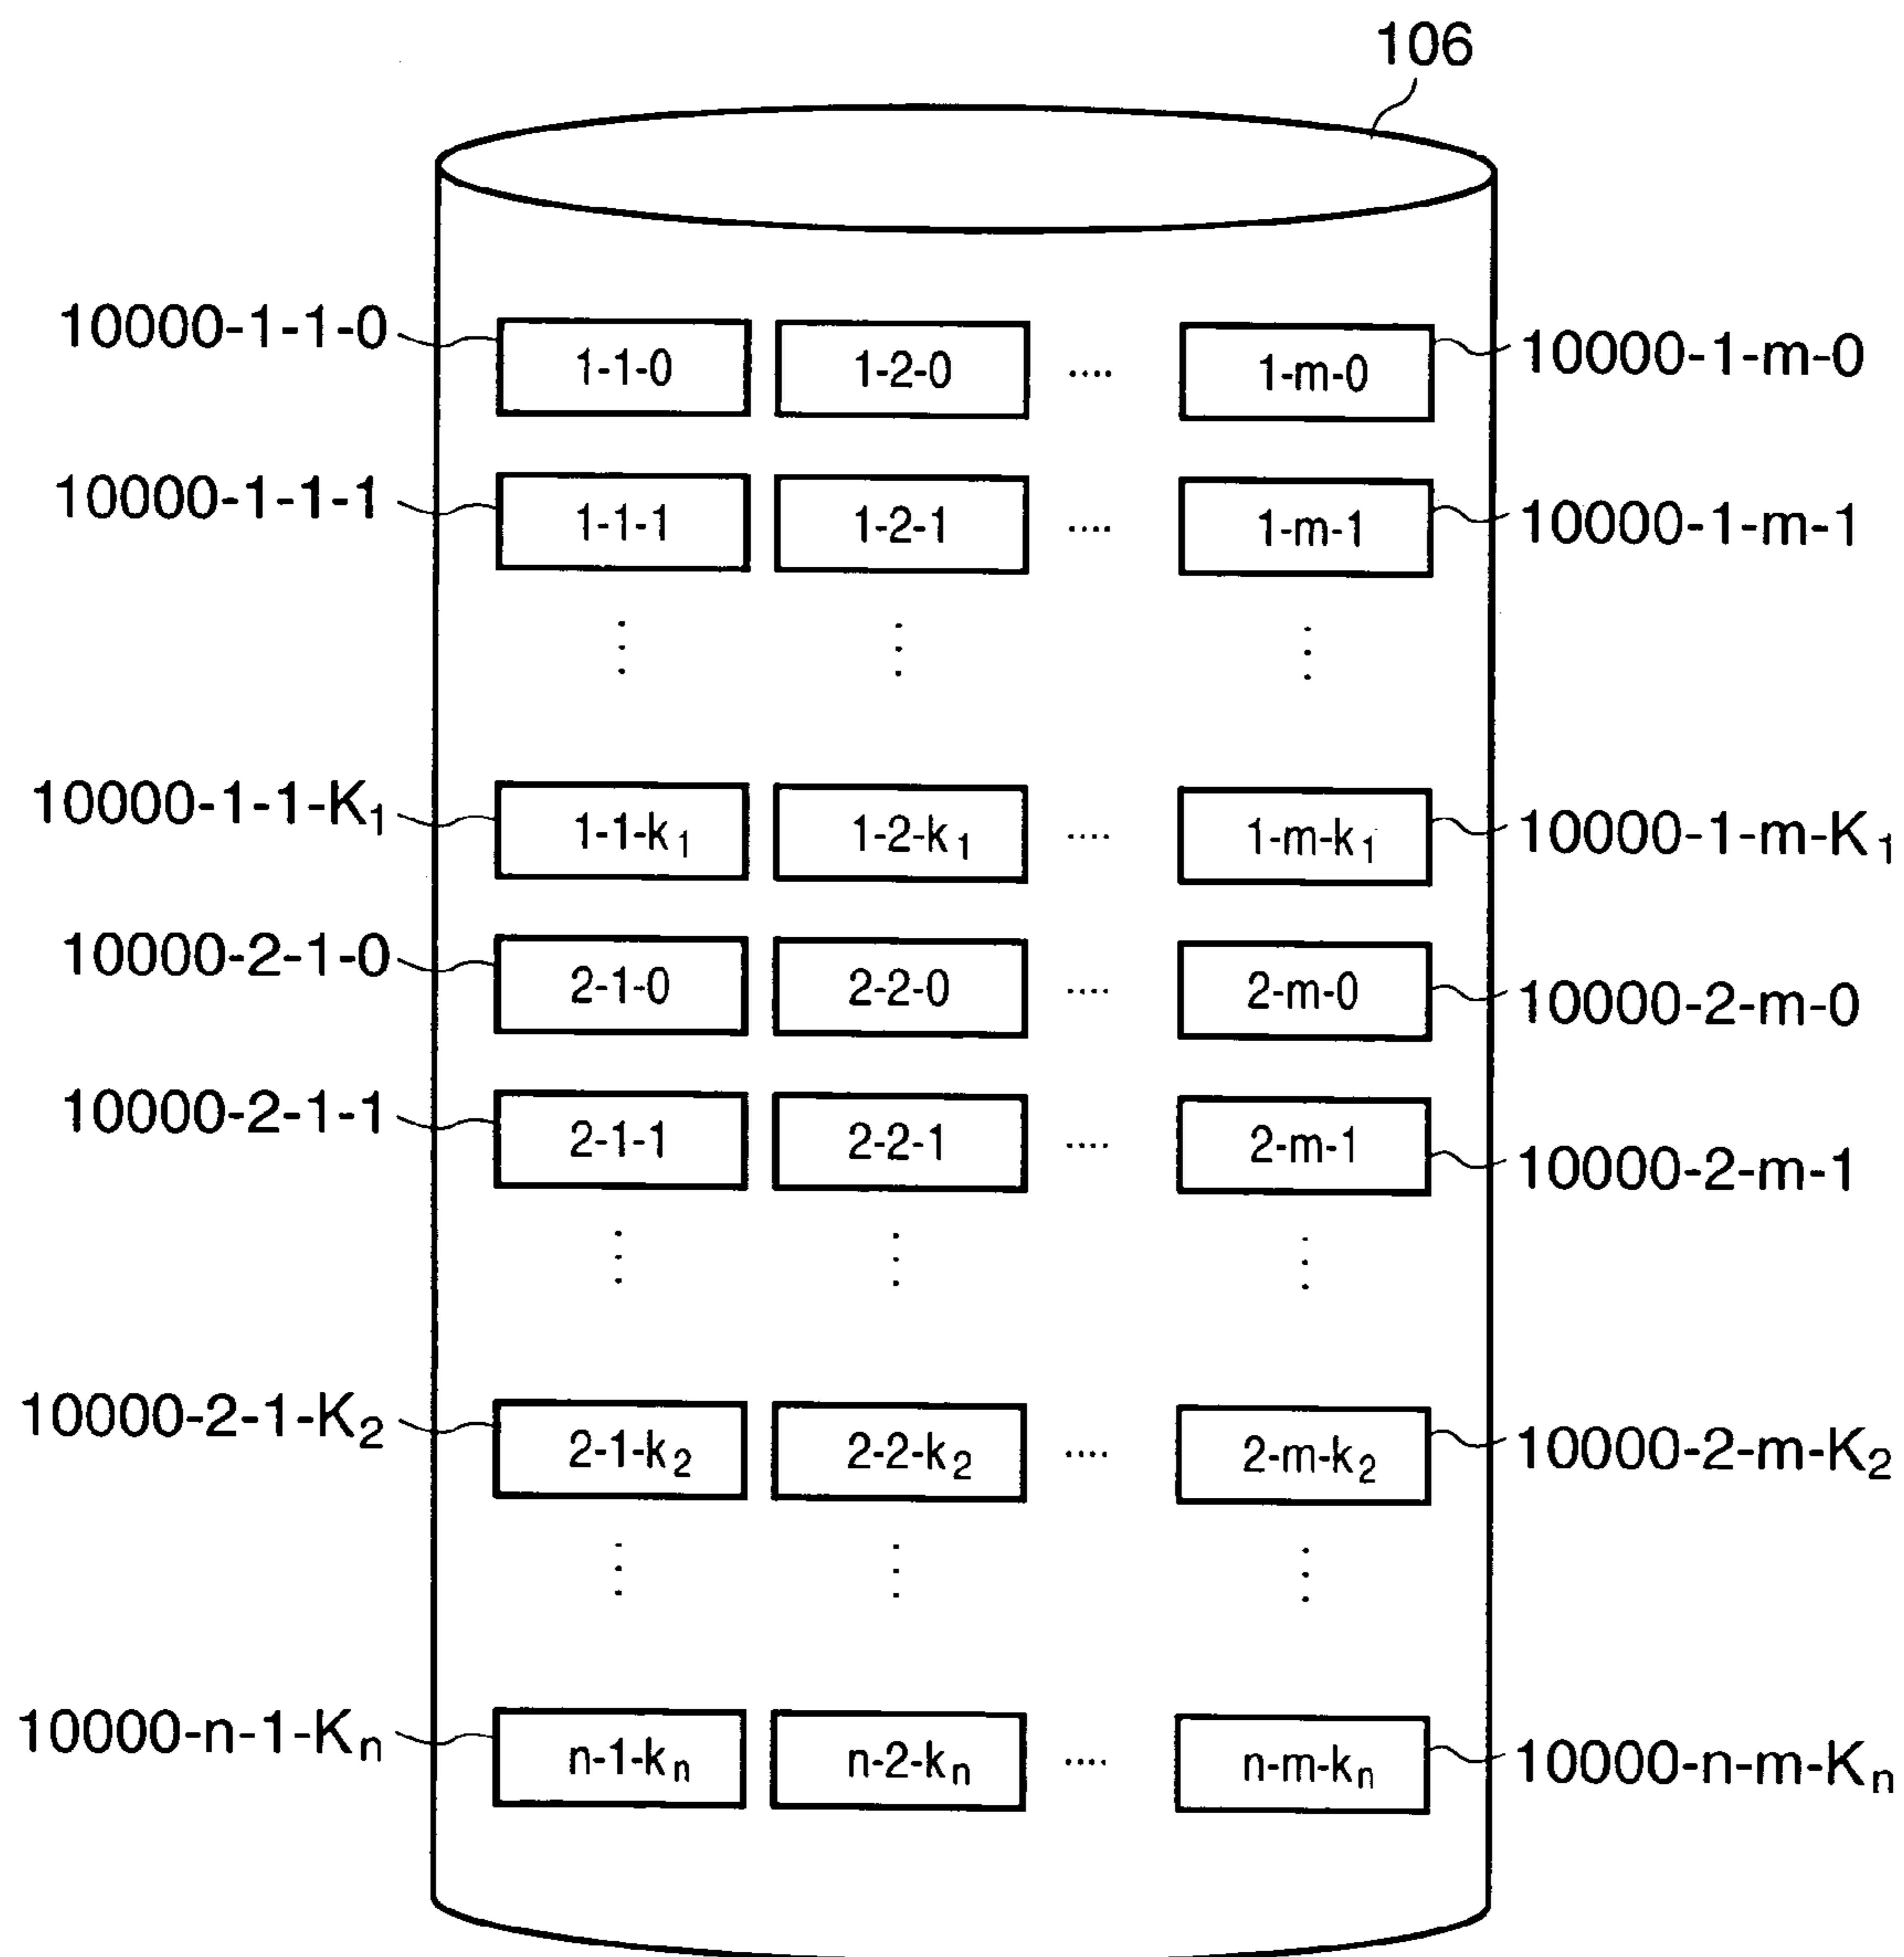 106
10000-1-1-0 1-1-0 1-2-0 .... 1-m-0 10000-1-m-0
10000-1-1-1 1-1-1 1-2-1 .... 1-m-1 10000-1-m-1
10000-1-1-K₁ 1-1-k₁ 1-2-k₁ .... 1-m-k₁ 10000-1-m-K₁
10000-2-1-0 2-1-0 2-2-0 .... 2-m-0 10000-2-m-0
10000-2-1-1 2-1-1 2-2-1 .... 2-m-1 10000-2-m-1
10000-2-1-K₂ 2-1-k₂ 2-2-k₂ .... 2-m-k₂ 10000-2-m-K₂
10000-n-1-Kₙ n-1-kₙ n-2-kₙ .... n-m-kₙ 10000-n-m-Kₙ